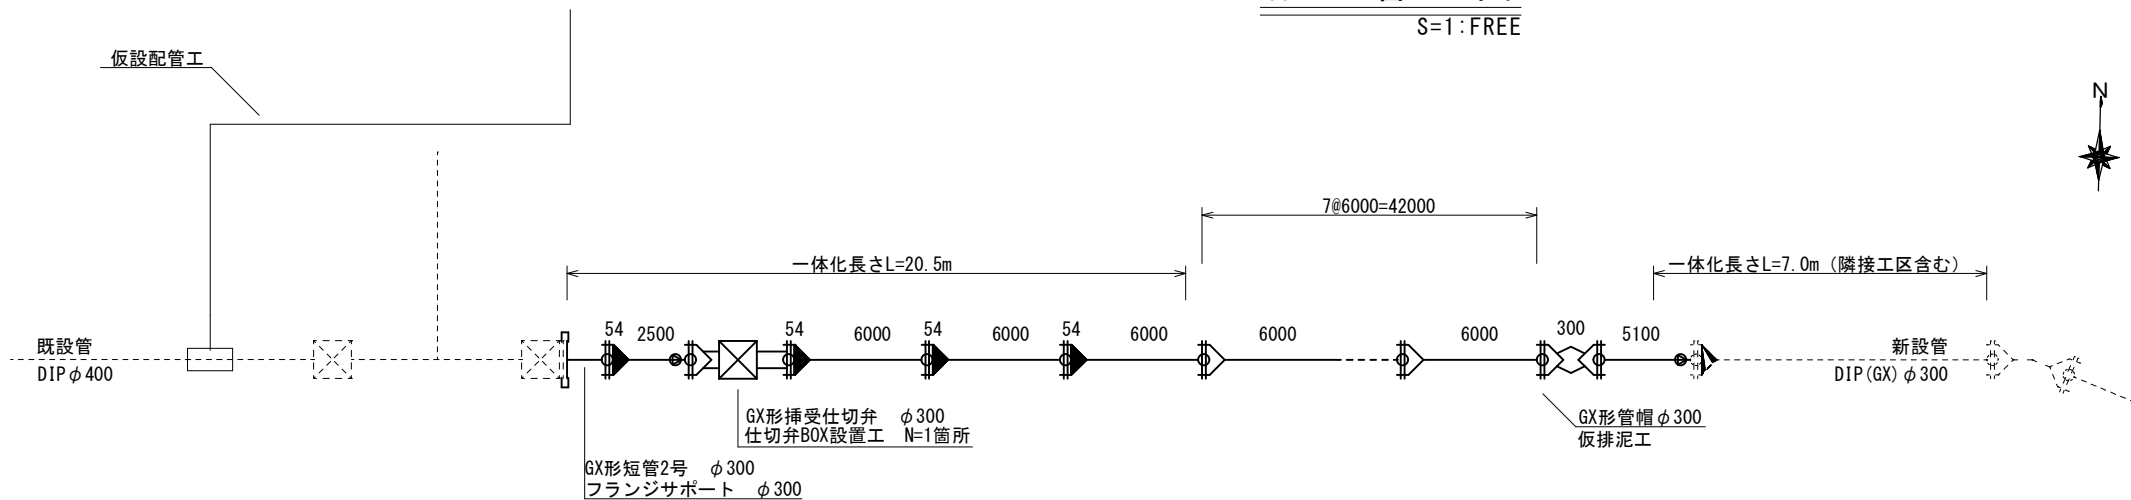 S=1:FREE
仮設配管工
N
7@6000=42000
一体化長さL=20.5m
一体化長さL=7.0m（隣接工区含む）
54 2500 54 6000 54 6000 54 6000 6000 6000 300 5100
既設管
DIPφ400
新設管
DIP(GX)φ300
GX形挿受仕切弁 φ300
仕切弁BOX設置工 N=1箇所
GX形管帽φ300
仮排泥工
GX形短管2号 φ300
フランジサポート φ300